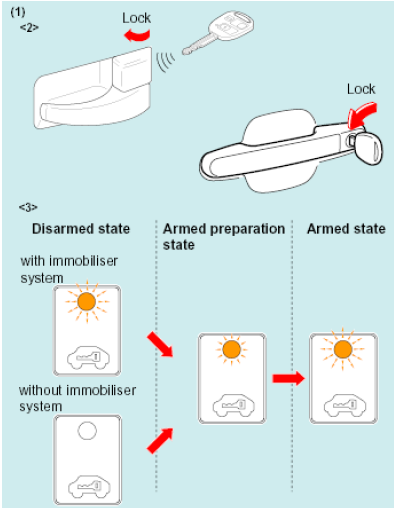 (1)
<2>
Lock
Lock
<3>
Disarmed state
Armed preparation
state
Armed state
with immobiliser
system
without immobiliser
system